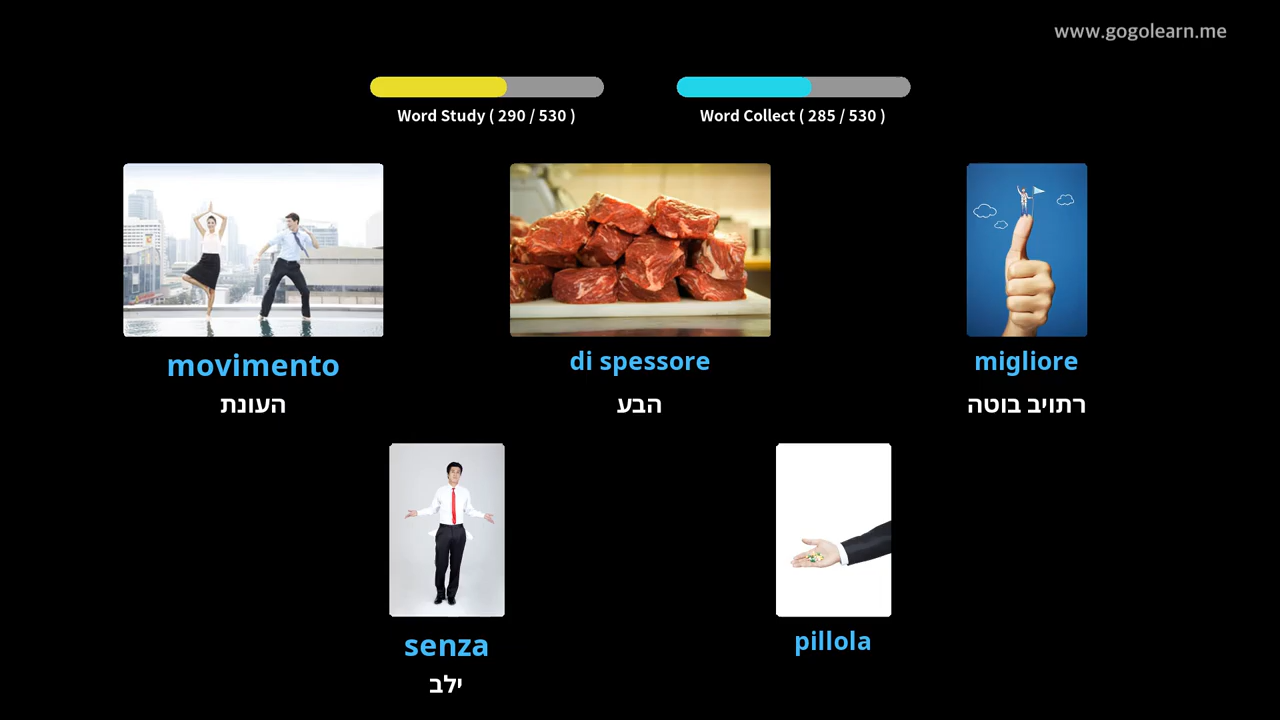 www.gogolearn.me
Word Study ( 290 / 530 )
Word Collect ( 285 / 530 )
movimento
העונת
di spessore
הבע
migliore
רתויב בוטה
senza
ילב
pillola